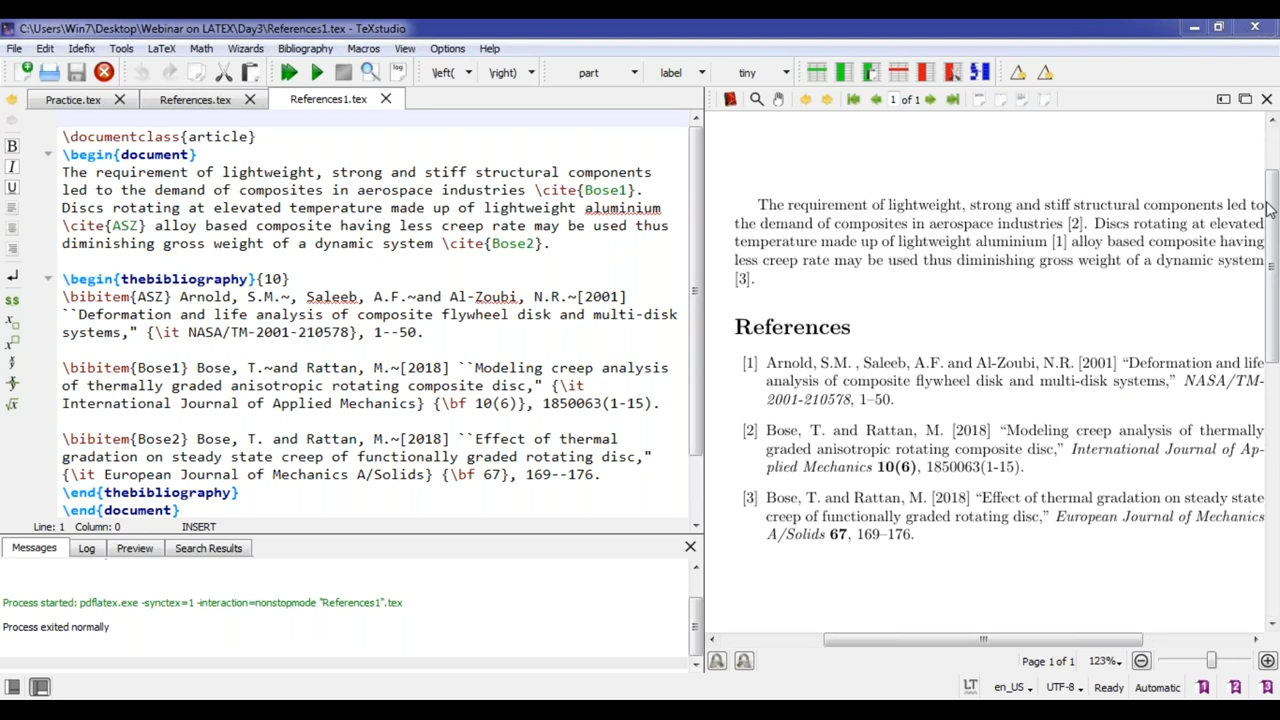 C:\Users\Win7\Desktop\Webinar on LATEX\Day3\References1.tex - TeXstudio
File Edit Idefix Tools LaTeX Math Wizards Bibliography Macros View Options Help
\left( \right) part label tiny
Practice.tex References.tex References1.tex
1 of 1
\documentclass{article}
\begin{document}
The requirement of lightweight, strong and stiff structural components
led to the demand of composites in aerospace industries \cite{Bose1}.
Discs rotating at elevated temperature made up of lightweight aluminium
\cite{ASZ} alloy based composite having less creep rate may be used thus
diminishing gross weight of a dynamic system \cite{Bose2}.
\begin{thebibliography}{10}
\bibitem{ASZ} Arnold, S.M.~, Saleeb, A.F.~and Al-Zoubi, N.R.~[2001]
``Deformation and life analysis of composite flywheel disk and multi-disk
systems," {\it NASA/TM-2001-210578}, 1--50.
\bibitem{Bose1} Bose, T.~and Rattan, M.~[2018] ``Modeling creep analysis
of thermally graded anisotropic rotating composite disc," {\it
International Journal of Applied Mechanics} {\bf 10(6)}, 1850063(1-15).
\bibitem{Bose2} Bose, T. and Rattan, M.~[2018] ``Effect of thermal
gradation on steady state creep of functionally graded rotating disc,"
{\it European Journal of Mechanics A/Solids} {\bf 67}, 169--176.
\end{thebibliography}
\end{document}
Line: 1 Column: 0 INSERT
Messages Log Preview Search Results
Process started: pdflatex.exe -synctex=1 -interaction=nonstopmode "References1".tex
Process exited normally
The requirement of lightweight, strong and stiff structural components led to
the demand of composites in aerospace industries [2]. Discs rotating at elevated
temperature made up of lightweight aluminium [1] alloy based composite having
less creep rate may be used thus diminishing gross weight of a dynamic system
[3].
References
[1] Arnold, S.M. , Saleeb, A.F. and Al-Zoubi, N.R. [2001] “Deformation and life
analysis of composite flywheel disk and multi-disk systems,” NASA/TM-
2001-210578, 1–50.
[2] Bose, T. and Rattan, M. [2018] “Modeling creep analysis of thermally
graded anisotropic rotating composite disc,” International Journal of Ap-
plied Mechanics 10(6), 1850063(1-15).
[3] Bose, T. and Rattan, M. [2018] “Effect of thermal gradation on steady state
creep of functionally graded rotating disc,” European Journal of Mechanics
A/Solids 67, 169–176.
Page 1 of 1 123%
LT en_US UTF-8 Ready Automatic 1 2 3